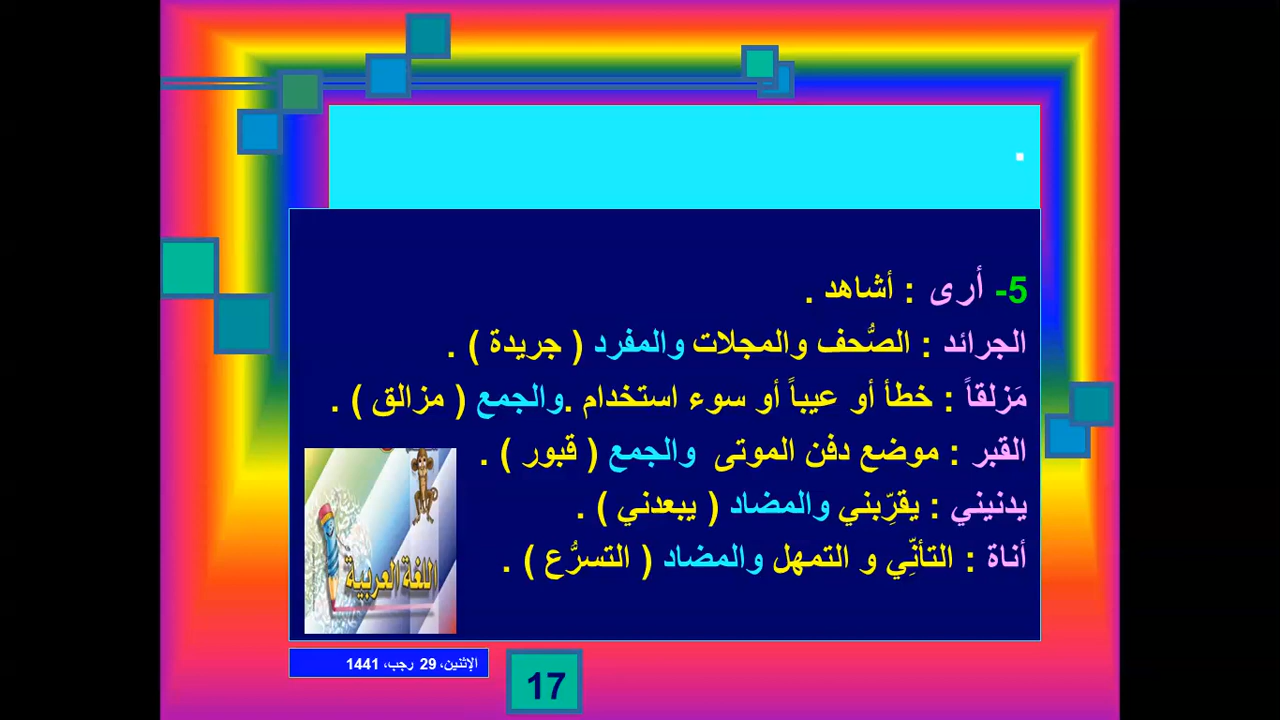 .
5- أرى : أشاهد .
الجرائد : الصُّحف والمجلات والمفرد ( جريدة ) .
مَزلقاً : خطأ أو عيباً أو سوء استخدام .والجمع ( مزالق ) .
القبر : موضع دفن الموتى والجمع ( قبور ) .
يدنيني : يقرِّبني والمضاد ( يبعدني ) .
أناة : التأنِّي و التمهل والمضاد ( التسرُّع ) .
اللغة العربية
الإثنين، 29 رجب، 1441
17